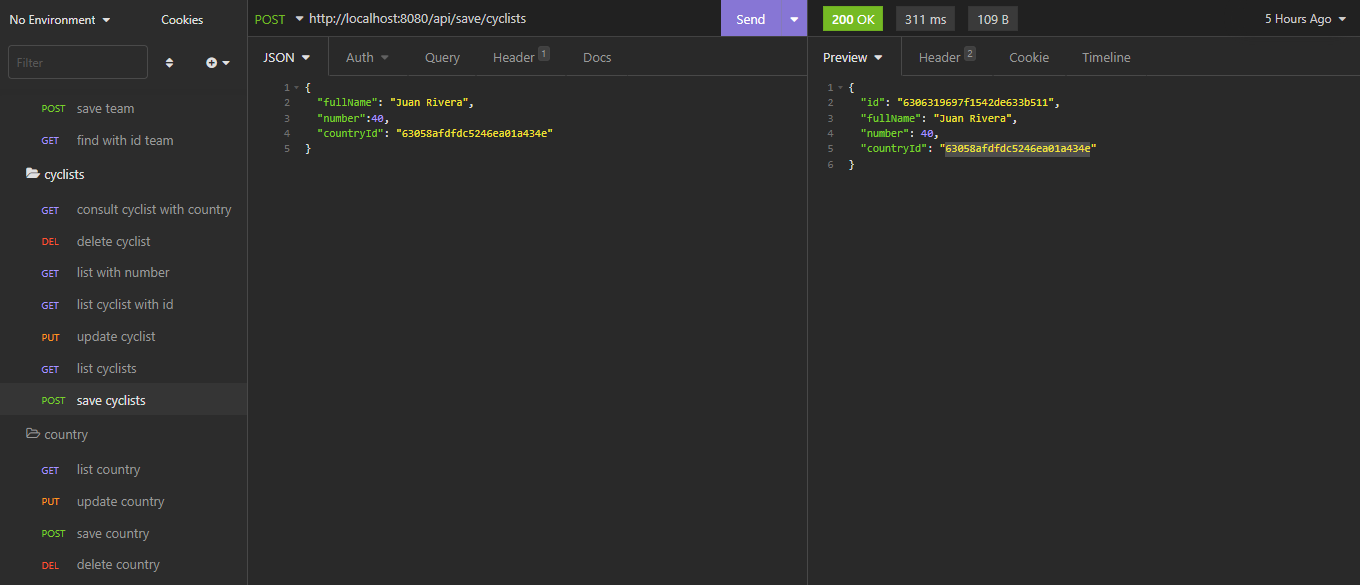 No Environment
Cookies
Filter
POST save team
GET find with id team
cyclists
GET consult cyclist with country
DEL delete cyclist
GET list with number
GET list cyclist with id
PUT update cyclist
GET list cyclists
POST save cyclists
country
GET list country
PUT update country
POST save country
DEL delete country
POST http://localhost:8080/api/save/cyclists
Send
JSON Auth Query Header 1 Docs
1 {
2 "fullName": "Juan Rivera",
3 "number":40,
4 "countryId": "63058afdfdc5246ea01a434e"
5 }
200 OK 311 ms 109 B 5 Hours Ago
Preview Header 2 Cookie Timeline
1 {
2 "id": "6306319697f1542de633b511",
3 "fullName": "Juan Rivera",
4 "number": 40,
5 "countryId": "63058afdfdc5246ea01a434e"
6 }